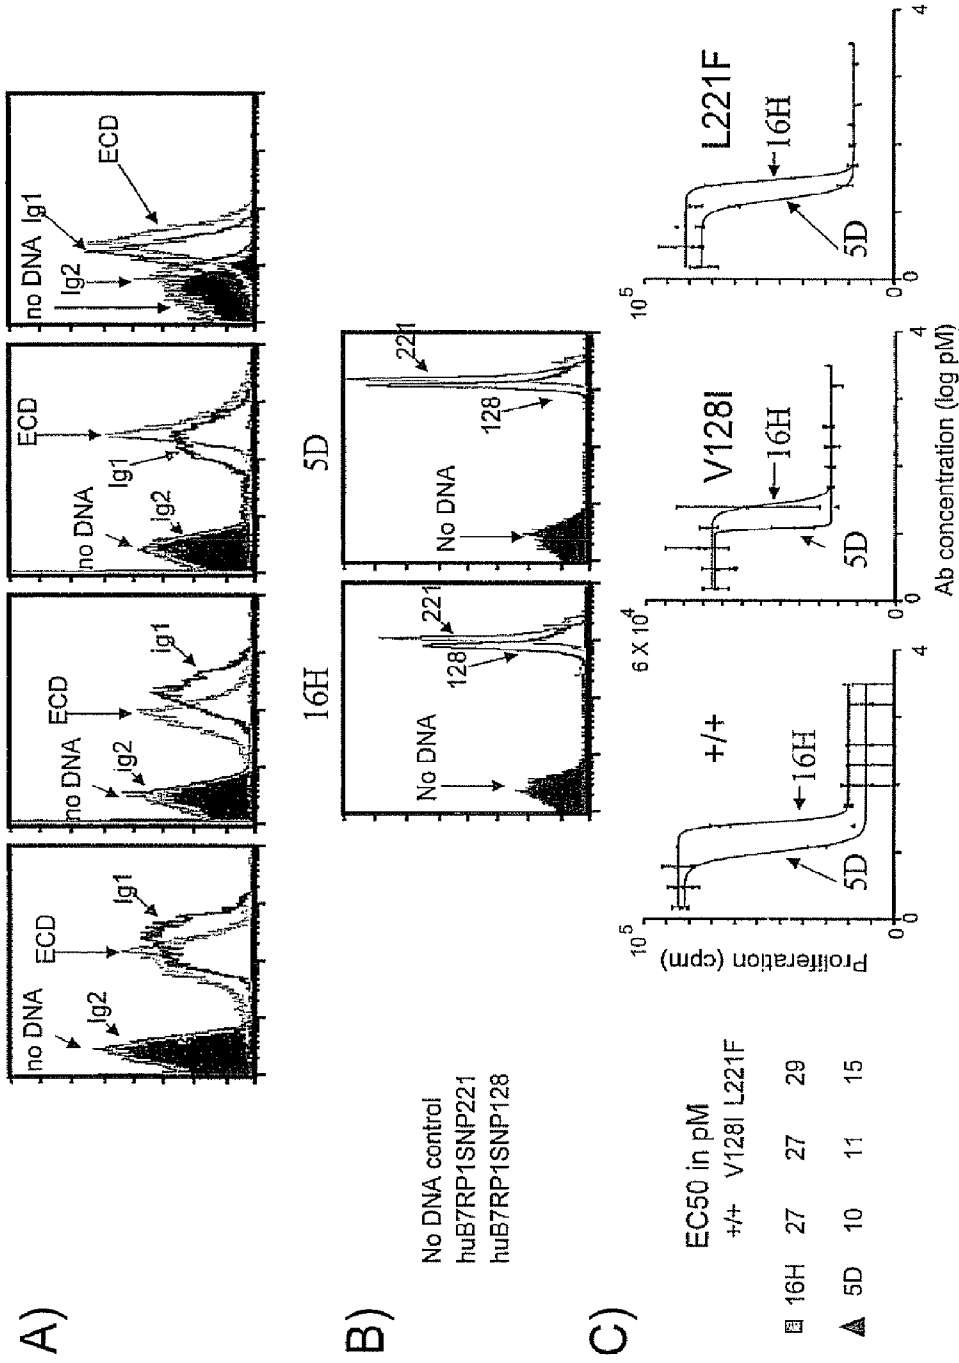 A)
no DNA
Ig2
ECD
Ig1
no DNA
ig2
ECD
Ig1
no DNA
Ig2
Ig1
ECD
no DNA
Ig2
Ig1
ECD
B)
No DNA control
huB7RP1SNP221
huB7RP1SNP128
16H
No DNA
128
221
5D
No DNA
128
221
C)
EC50 in pM
+/+ V128I L221F
16H 27 27 29
5D 10 11 15
Proliferation (cpm)
10 5
+/+
16H
5D
0
0
4
6 X 10 4
V128I
16H
5D
0
0
4
10 5
L221F
16H
5D
0
0
4
Ab concentration (log pM)